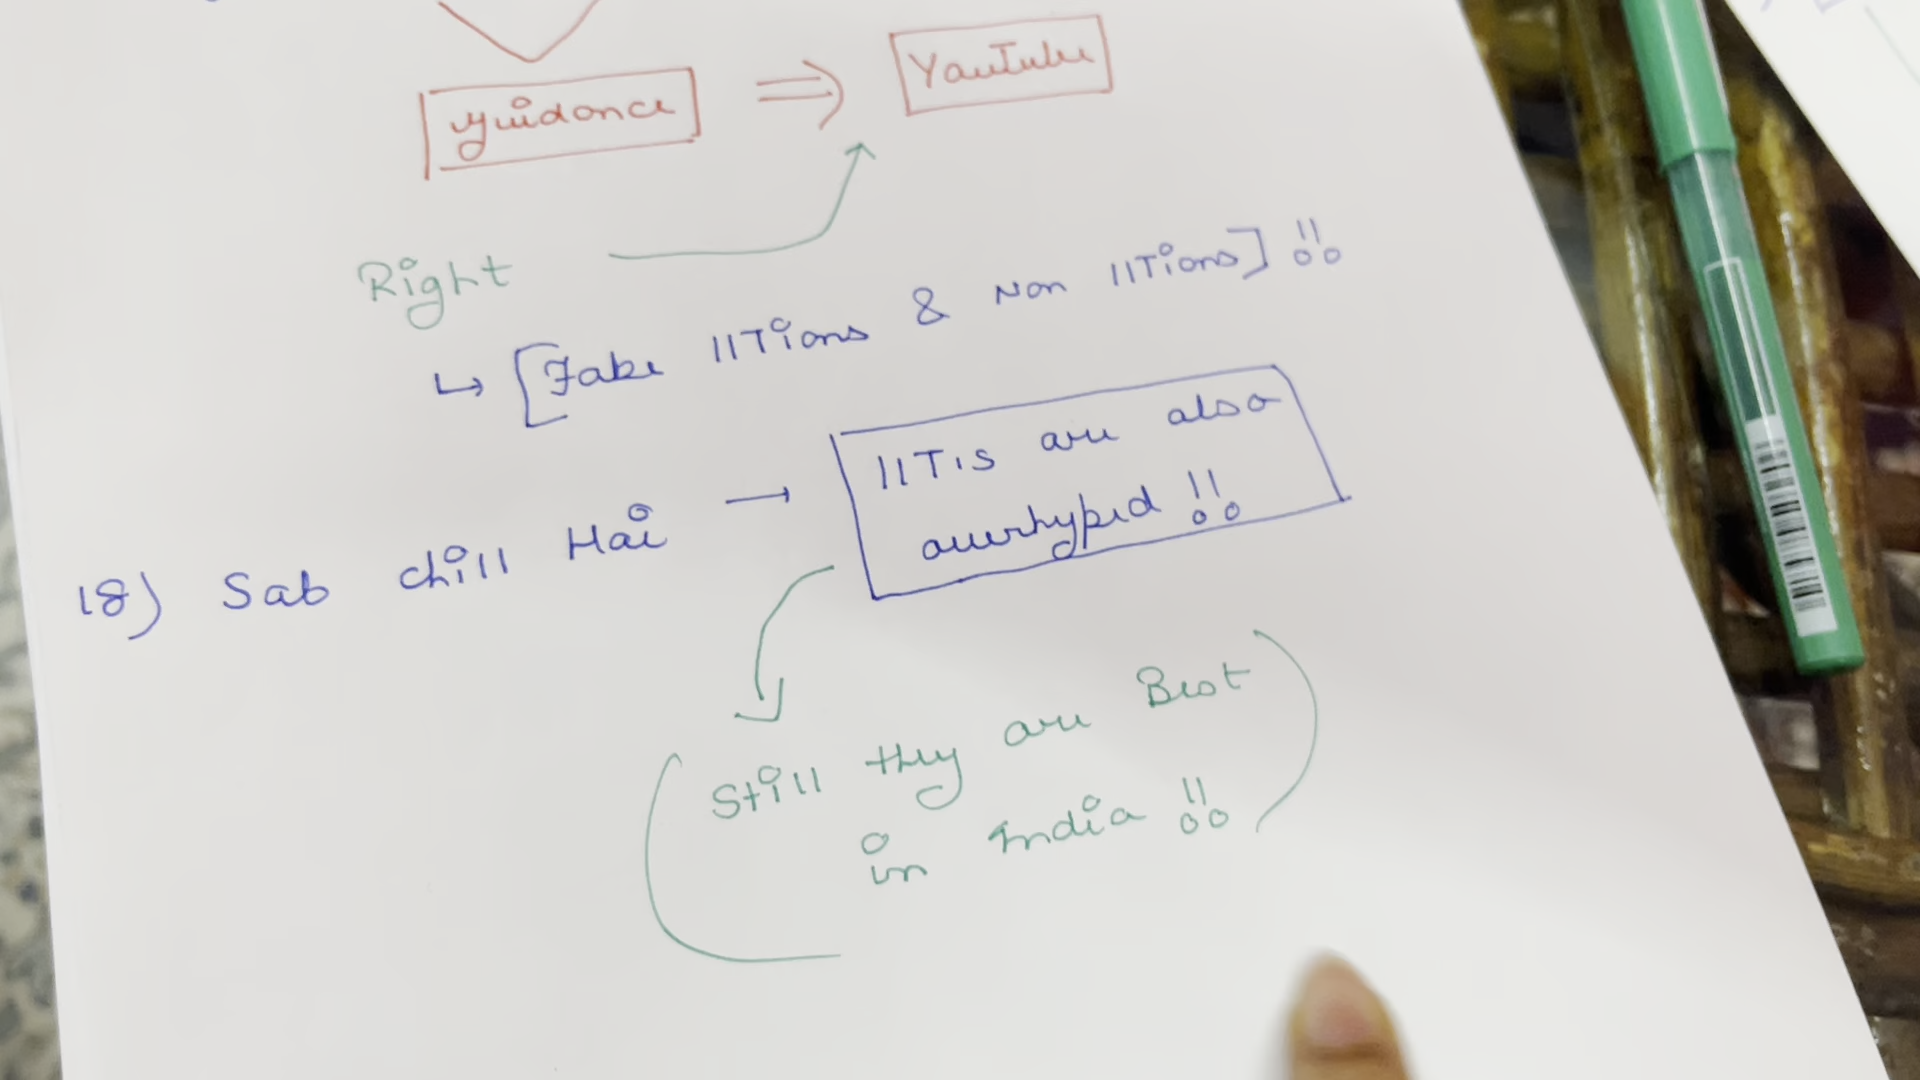 guidance ⇒ YouTube
Right
↳ [Fake IITians & Non IITians] !!
18) Sab chill Hai → IITs are also
overhyped !!
(Still they are Best
in India !!)